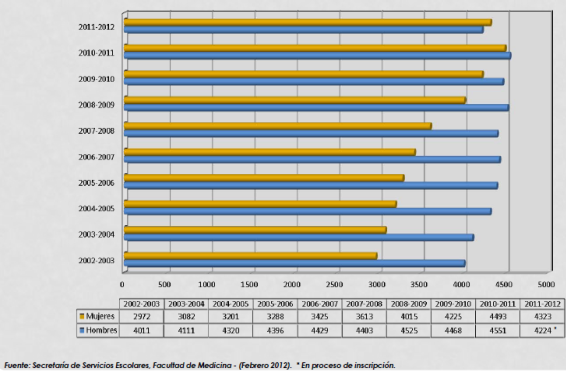 2011-2012
2010-2011
2009-2010
2008-2009
2007-2008
2006-2007
2005-2006
2004-2005
2003-2004
2002-2003
0 500 1000 1500 2000 2500 3000 3500 4000 4500 5000
2002-2003 2003-2004 2004-2005 2005-2006 2006-2007 2007-2008 2008-2009 2009-2010 2010-2011 2011-2012
Mujeres 2972 3082 3201 3288 3425 3613 4015 4225 4493 4323
Hombres 4011 4111 4320 4396 4429 4403 4525 4468 4551 4224 *
Fuente: Secretaría de Servicios Escolares, Facultad de Medicina - (Febrero 2012). * En proceso de inscripción.